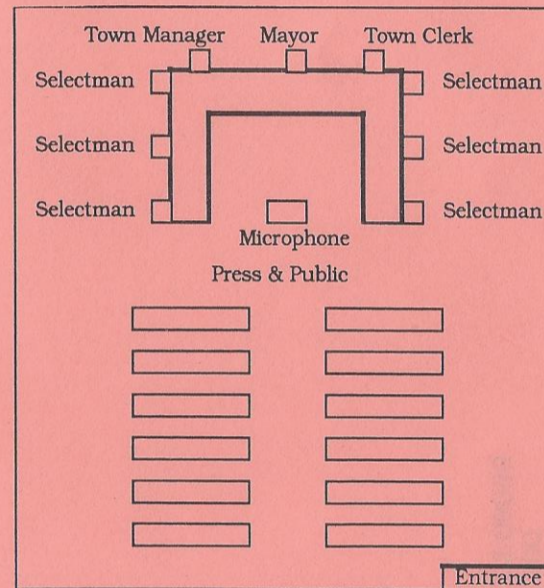 Town Manager Mayor Town Clerk
Selectman Selectman
Selectman Selectman
Selectman Selectman
Microphone
Press & Public
Entrance